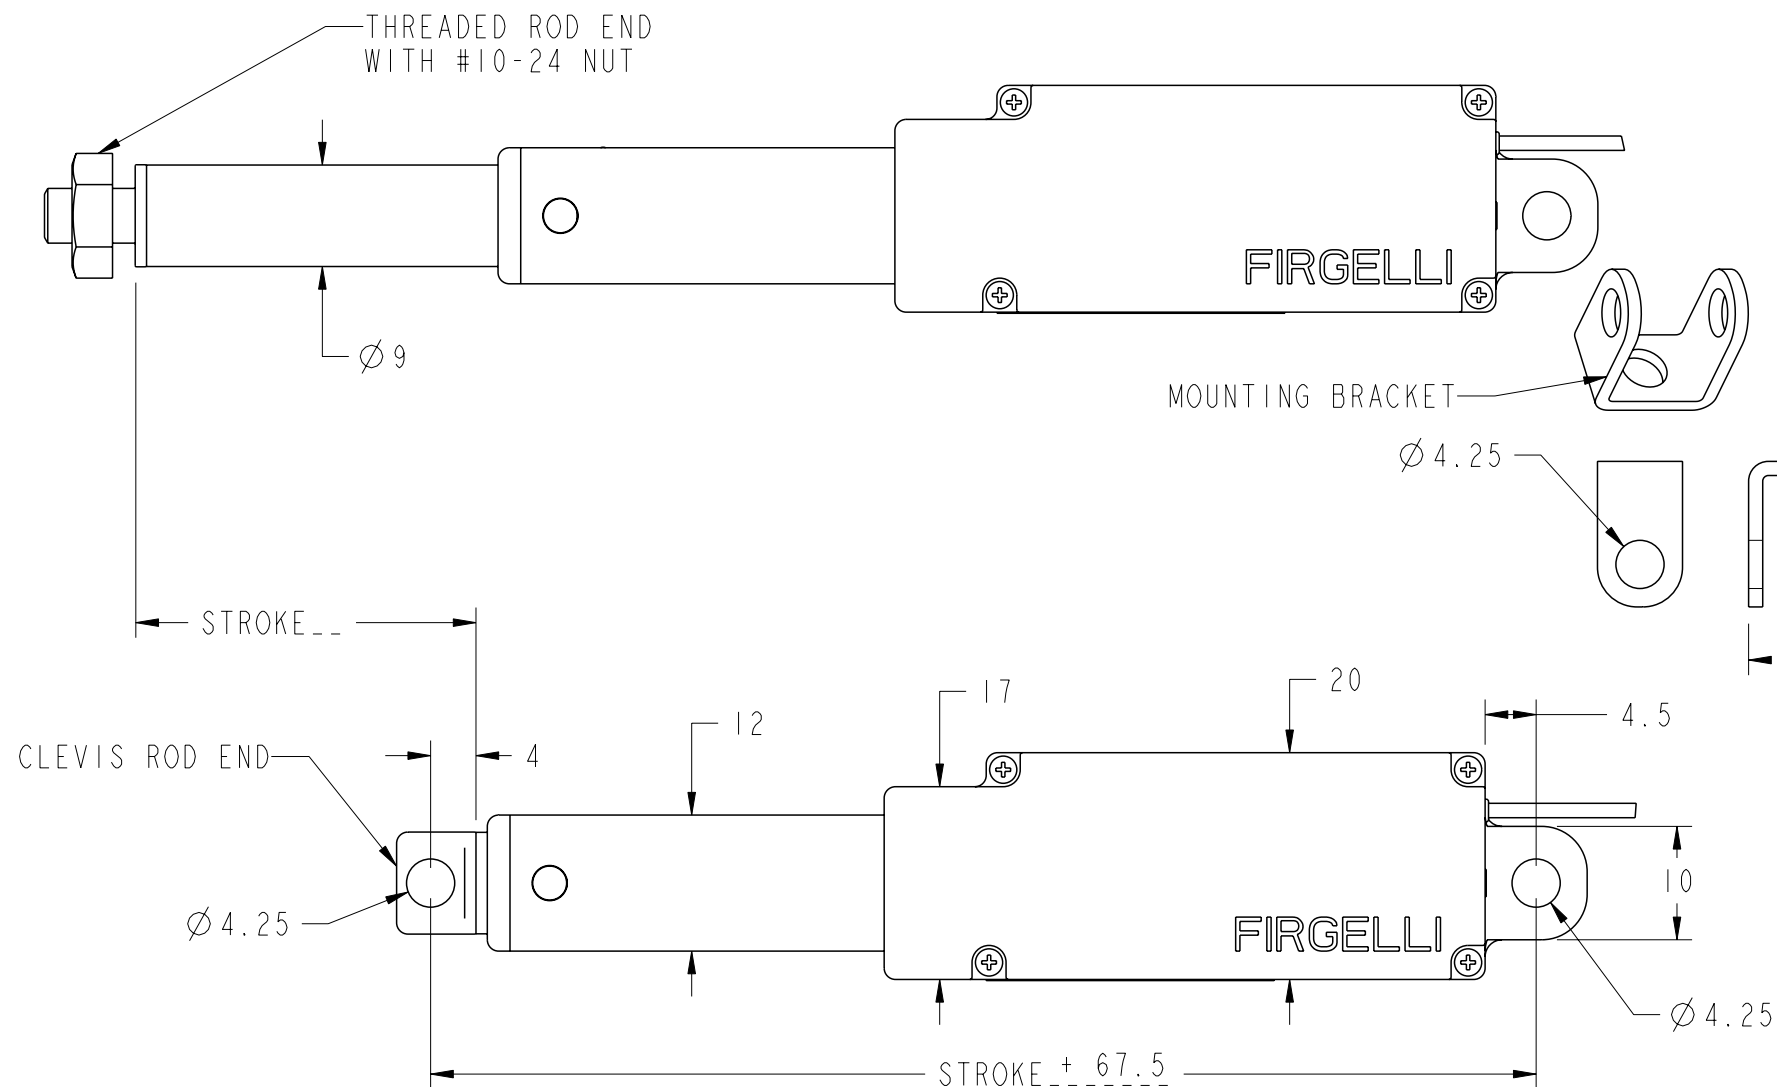 THREADED ROD END
WITH #10-24 NUT
FIRGELLI
Ø9
MOUNTING BRACKET
Ø4.25
STROKE__
20
17
12
4.5
CLEVIS ROD END
4
10
Ø4.25
FIRGELLI
Ø4.25
STROKE + 67.5